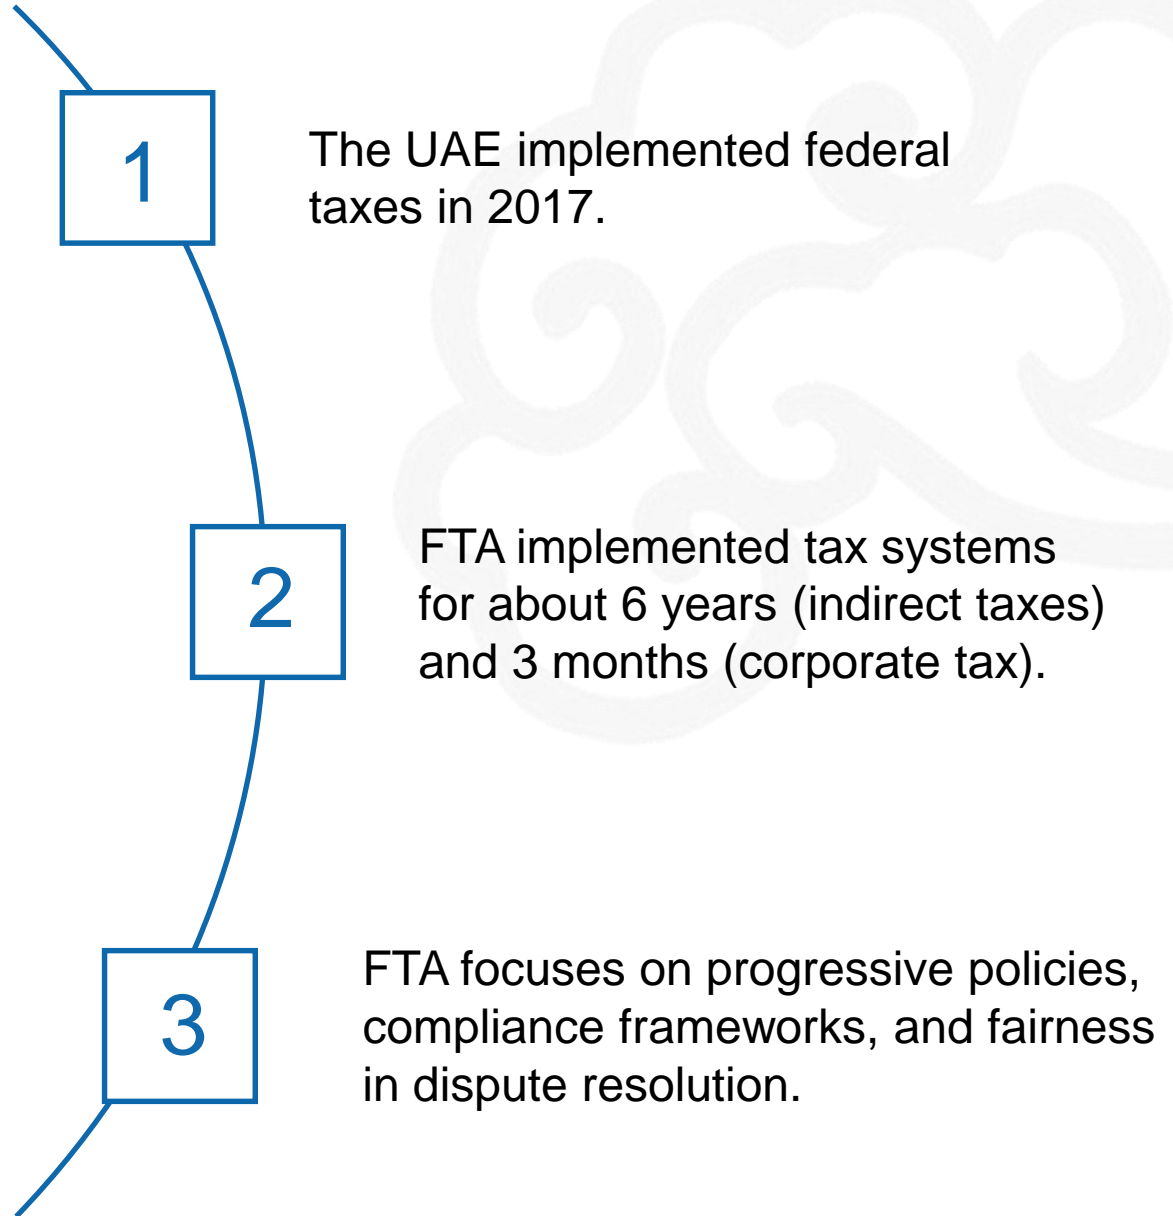 1
The UAE implemented federal
taxes in 2017.
2
FTA implemented tax systems
for about 6 years (indirect taxes)
and 3 months (corporate tax).
3
FTA focuses on progressive policies,
compliance frameworks, and fairness
in dispute resolution.